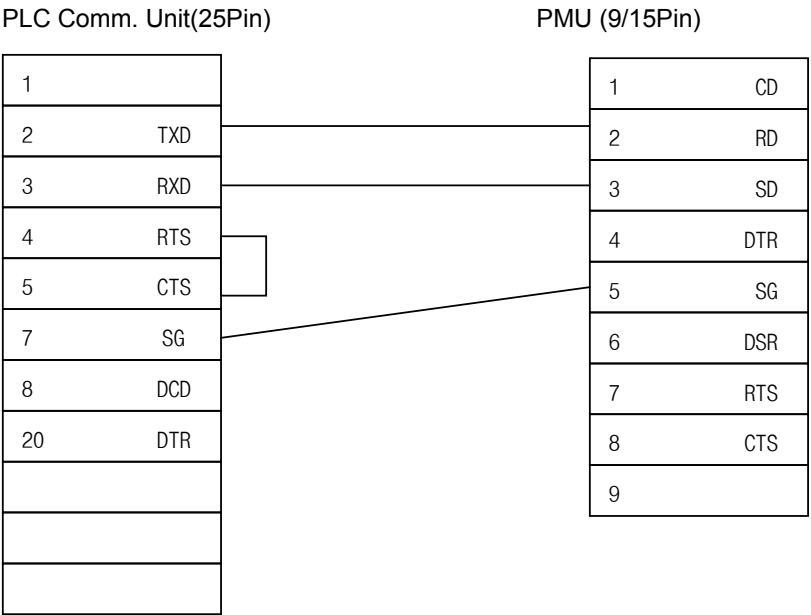 PLC Comm. Unit(25Pin)
PMU (9/15Pin)
1
2 TXD
3 RXD
4 RTS
5 CTS
7 SG
8 DCD
20 DTR
1 CD
2 RD
3 SD
4 DTR
5 SG
6 DSR
7 RTS
8 CTS
9